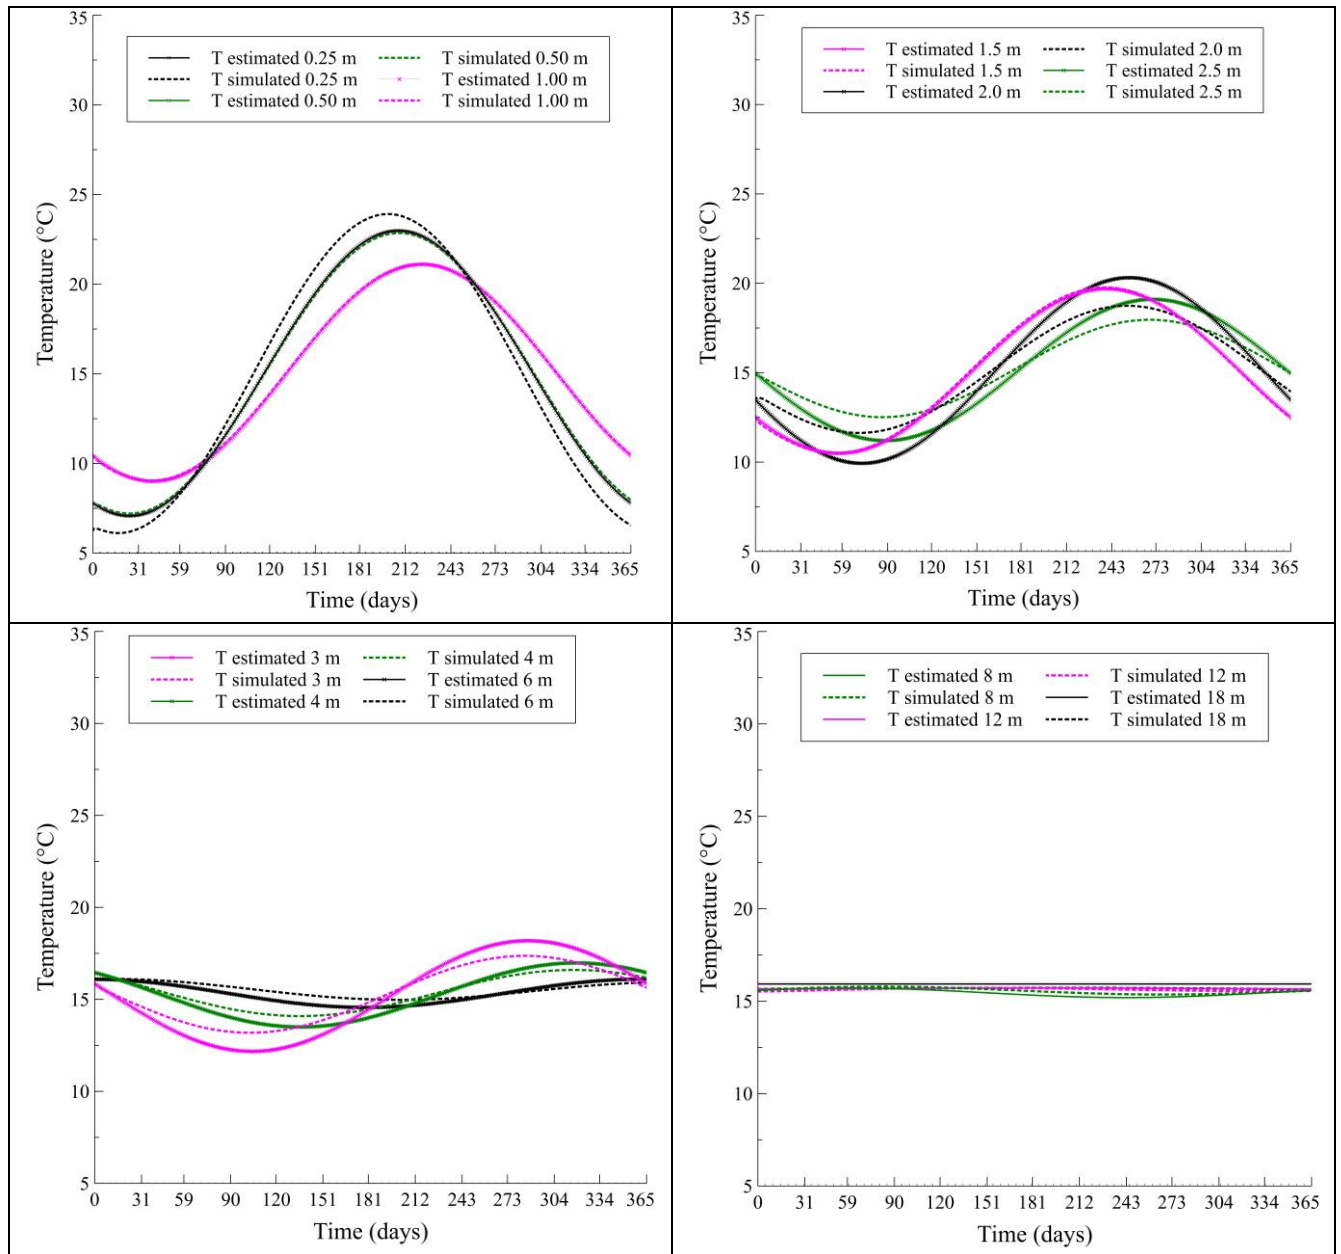 T estimated 0.25 m T simulated 0.50 m
T simulated 0.25 m T estimated 1.00 m
T estimated 0.50 m T simulated 1.00 m
35
30
25
20
15
10
5
Temperature (°C)
0 31 59 90 120 151 181 212 243 273 304 334 365
Time (days)
T estimated 1.5 m T simulated 2.0 m
T simulated 1.5 m T estimated 2.5 m
T estimated 2.0 m T simulated 2.5 m
35
30
25
20
15
10
5
Temperature (°C)
0 31 59 90 120 151 181 212 243 273 304 334 365
Time (days)
T estimated 3 m T simulated 4 m
T simulated 3 m T estimated 6 m
T estimated 4 m T simulated 6 m
35
30
25
20
15
10
5
Temperature (°C)
0 31 59 90 120 151 181 212 243 273 304 334 365
Time (days)
T estimated 8 m T simulated 12 m
T simulated 8 m T estimated 18 m
T estimated 12 m T simulated 18 m
35
30
25
20
15
10
5
Temperature (°C)
0 31 59 90 120 151 181 212 243 273 304 334 365
Time (days)